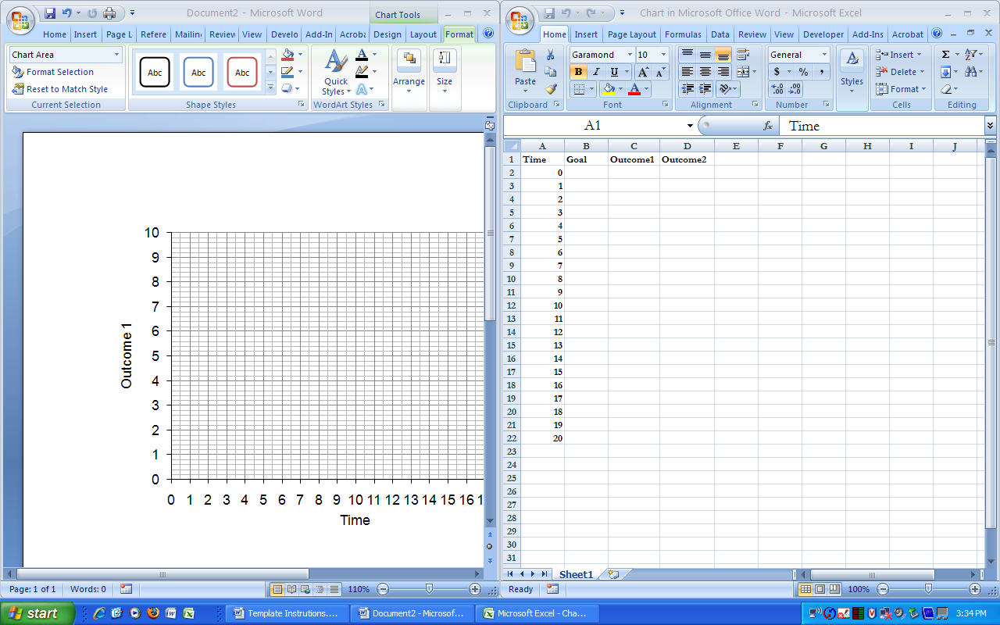 Document2 - Microsoft Word
Chart Tools
Home Insert Page L Refere Mailin Review View Develo Add-In Acroba Design Layout Format
Chart Area
Format Selection
Reset to Match Style
Current Selection
Abc Abc Abc
Shape Styles
Quick Styles
WordArt Styles
Arrange
Size
10
9
8
7
6
5
4
3
2
1
0
Outcome 1
0 1 2 3 4 5 6 7 8 9 10 11 12 13 14 15 16 1
Time
Page: 1 of 1 Words: 0 110%
Chart in Microsoft Office Word - Microsoft Excel
Home Insert Page Layout Formulas Data Review View Developer Add-Ins Acrobat
Paste
Clipboard
Garamond 10
B I U A A
A
Font
Alignment
General
$ % ,
.00 .0
Number
Styles
Insert
Delete
Format
Cells
Σ
Editing
A1 fx Time
A B C D E F G H I J
1 Time Goal Outcome1 Outcome2
2 0
3 1
4 2
5 3
6 4
7 5
8 6
9 7
10 8
11 9
12 10
13 11
14 12
15 13
16 14
17 15
18 16
19 17
20 18
21 19
22 20
23
24
25
26
27
28
29
30
31
Sheet1
Ready 100%
start Template Instrutions.... Document2 - Microsof... Microsoft Excel - Cha... 3:34 PM